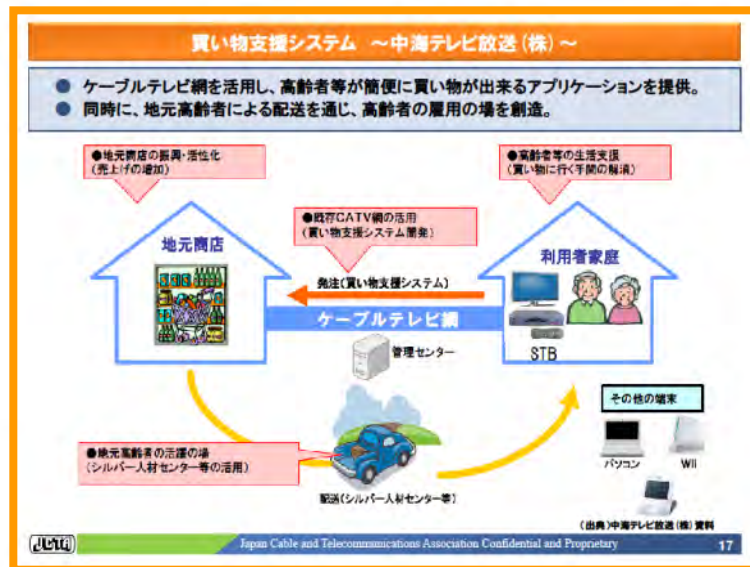 買い物支援システム ～中海テレビ放送(株)～
● ケーブルテレビ網を活用し、高齢者等が簡便に買い物が出来るアプリケーションを提供。
● 同時に、地元高齢者による配送を通じ、高齢者の雇用の場を創造。
●地元商店の振興・活性化
(売上げの増加)
●高齢者等の生活支援
(買い物に行く手間の解消)
●既存CATV網の活用
(買い物支援システム開発)
地元商店
利用者家庭
発注(買い物支援システム)
ケーブルテレビ網
STB
管理センター
その他の端末
パソコン
Wii
●地元高齢者の活躍の場
(シルバー人材センター等の活用)
配送(シルバー人材センター等)
(出典)中海テレビ放送(株)資料
JCTA
Japan Cable and Telecommunications Association Confidential and Proprietary
17